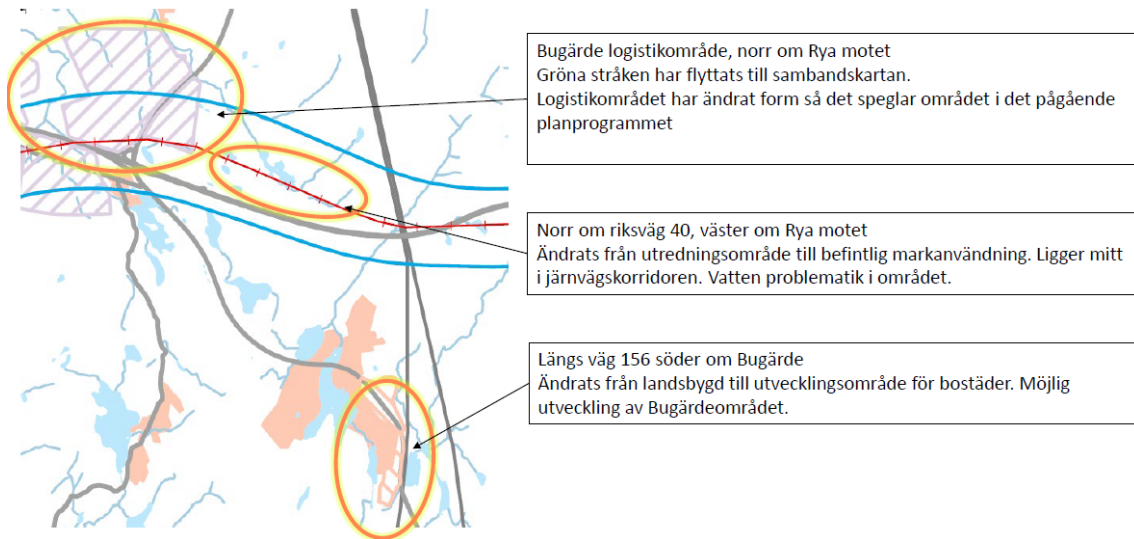 Bugärde logistikområde, norr om Rya motet
Gröna stråken har flyttats till sambandskartan.
Logistikområdet har ändrat form så det speglar området i det pågående
planprogrammet
Norr om riksväg 40, väster om Rya motet
Ändrats från utredningsområde till befintlig markanvändning. Ligger mitt
i järnvägskorridoren. Vatten problematik i området.
Längs väg 156 söder om Bugärde
Ändrats från landsbygd till utvecklingsområde för bostäder. Möjlig
utveckling av Bugärdeområdet.